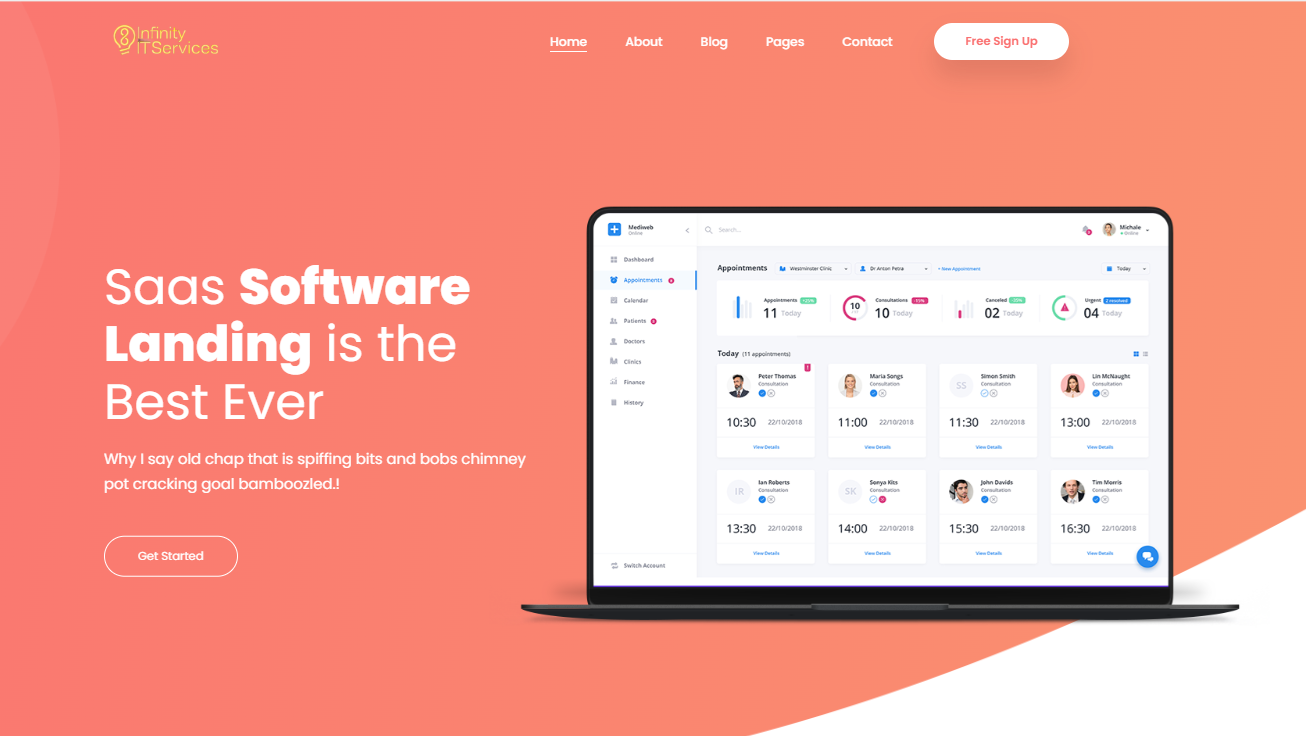 Infinity
ITServices
Home About Blog Pages Contact Free Sign Up
Saas Software
Landing is the
Best Ever
Why I say old chap that is spiffing bits and bobs chimney
pot cracking goal bamboozled.!
Get Started
Mediweb
Online
Search...
Michale
Online
Dashboard
Appointments
Calendar
Patients
Doctors
Clinics
Finance
History
Switch Account
Appointments Westminster Clinic Dr Anton Petra + New Appointment Today
Appointments
11 Today
10
Consultations
10 Today
Canceled
02 Today
Urgent 2 resolved
04 Today
Today (11 appointments)
Peter Thomas
Consultation
10:30 22/10/2018
View Details
Maria Songs
Consultation
11:00 22/10/2018
View Details
SS
Simon Smith
Consultation
11:30 22/10/2018
View Details
Lin McNaught
Consultation
13:00 22/10/2018
View Details
IR
Ian Roberts
Consultation
13:30 22/10/2018
View Details
SK
Sonya Kits
Consultation
14:00 22/10/2018
View Details
John Davids
Consultation
15:30 22/10/2018
View Details
Tim Morris
Consultation
16:30 22/10/2018
View Details